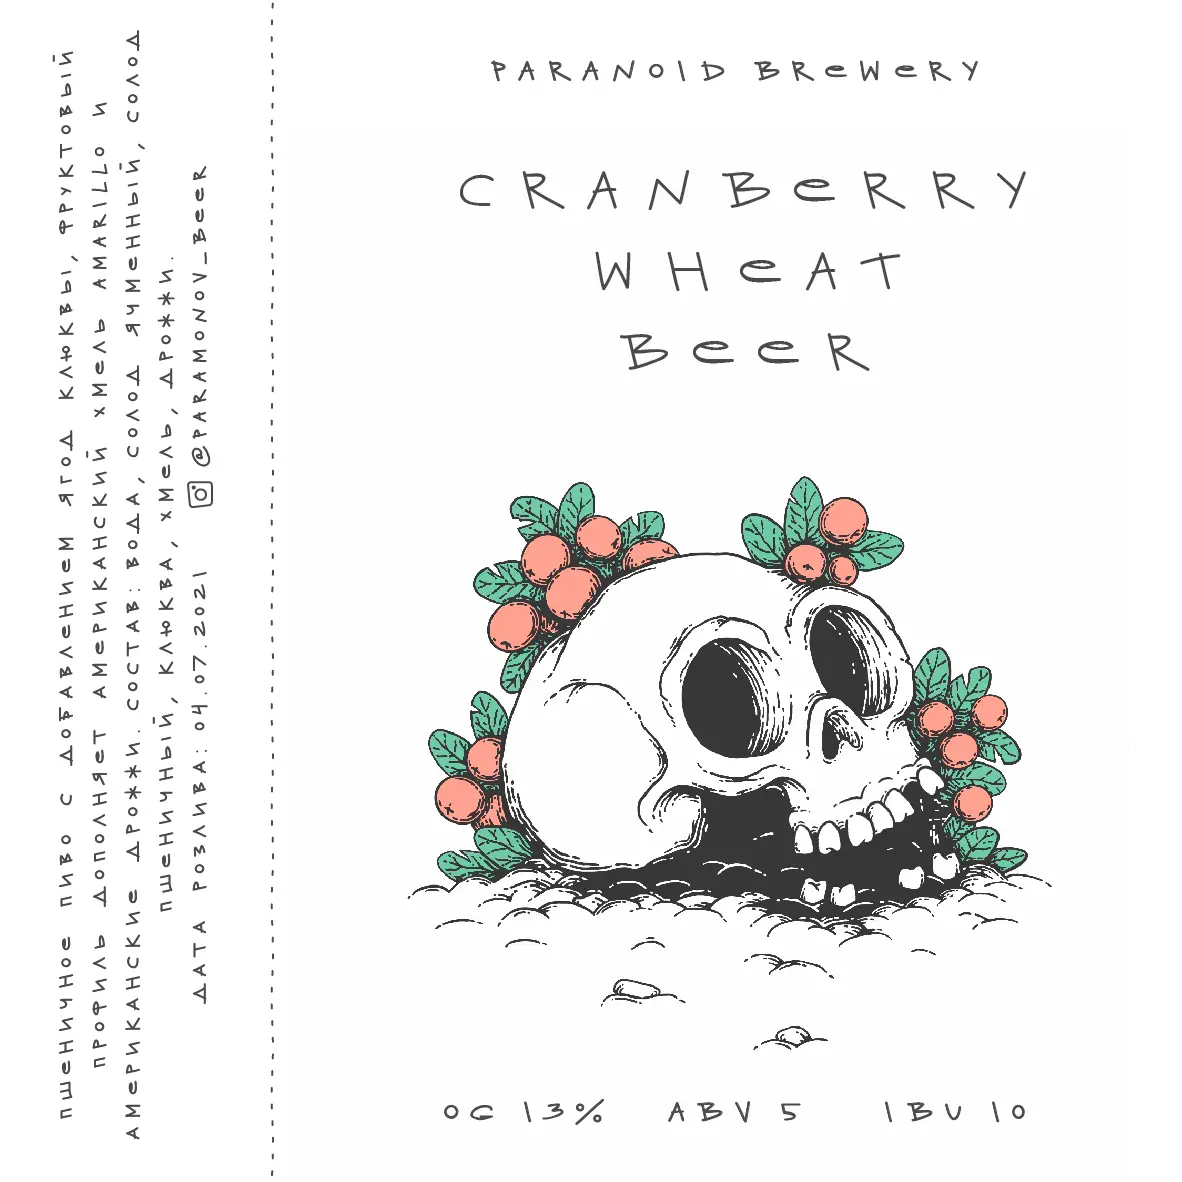 PARANOID BREWERY
CRANBERRY
WHEAT
BEER
OG 13% ABV 5 IBU 10
ПШЕНИЧНОЕ ПИВО С ДОБАВЛЕНИЕМ ЯГОД КЛЮКВЫ, ФРУКТОВЫЙ
ПРОФИЛЬ ДОПОЛНЯЕТ АМЕРИКАНСКИЙ ХМЕЛЬ AMARILLO И
АМЕРИКАНСКИЕ ДРОЖЖИ. СОСТАВ: ВОДА, СОЛОД ЯЧМЕННЫЙ, СОЛОД
ПШЕНИЧНЫЙ, КЛЮКВА, ХМЕЛЬ, ДРОЖЖИ.
ДАТА РОЗЛИВА: 04.07.2021 @PARAMONOV_BEER